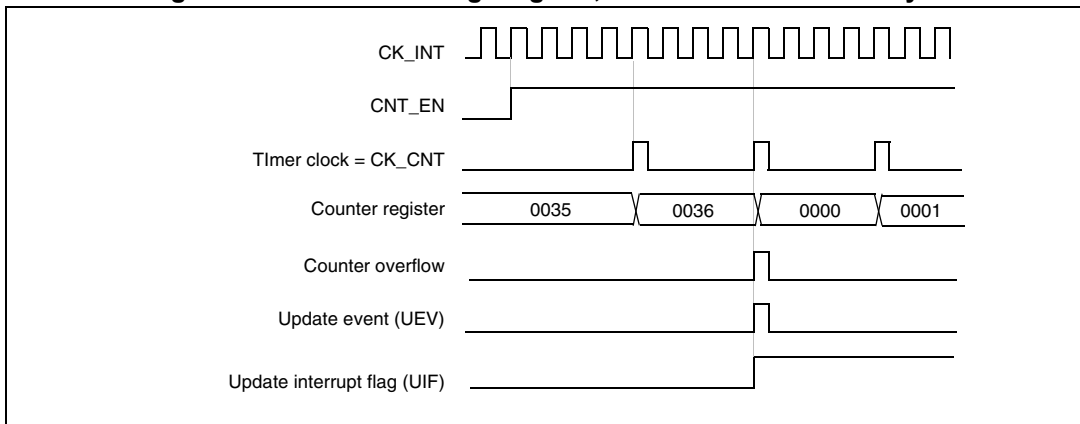 CK_INT
CNT_EN
TImer clock = CK_CNT
Counter register 0035 0036 0000 0001
Counter overflow
Update event (UEV)
Update interrupt flag (UIF)